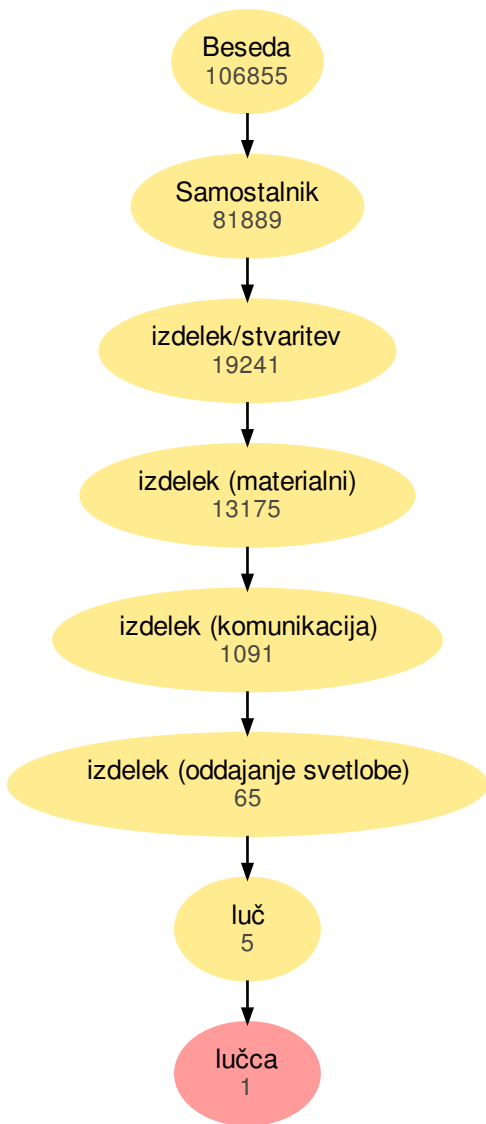 Beseda
106855
Samostalnik
81889
izdelek/stvaritev
19241
izdelek (materialni)
13175
izdelek (komunikacija)
1091
izdelek (oddajanje svetlobe)
65
luč
5
lučca
1